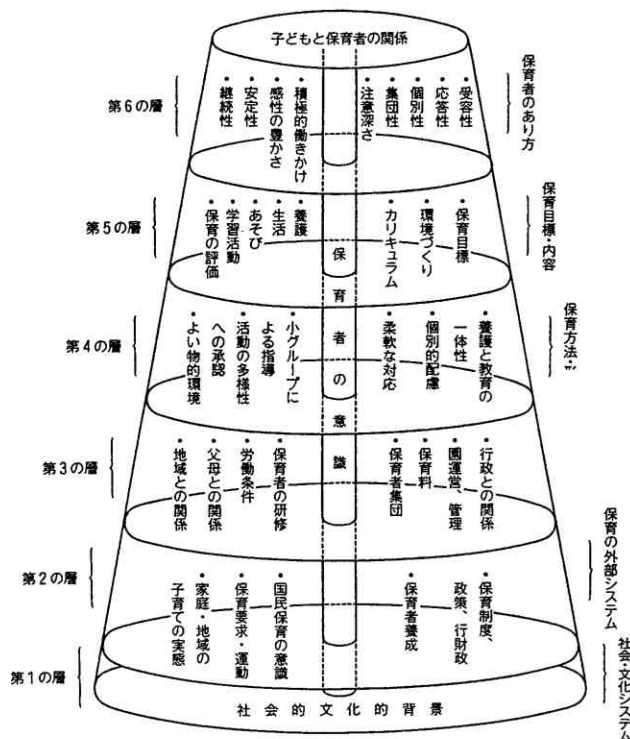 子どもと保育者の関係
第6の層
・受容性
・応答性
・個別性
・集団性
・注意深さ
・積極的働きかけ
・感性の豊かさ
・安定性
・継続性
保育者のあり方
第5の層
・保育目標
・環境づくり
・カリキュラム
・養護
・生活
・あそび
・学習活動
・保育の評価
保育目標・内容
第4の層
・養護と教育の
一体性
・個別的配慮
・柔軟な対応
・小グループに
よる指導
・活動の多様性
への承認
・よい物的環境
保育方法・形
保育者の意識
第3の層
・行政との関係
・園運営、管理
・保育料
・保育者集団
・保育者の研修
・労働条件
・父母との関係
・地域との関係
第2の層
・保育制度、
政策、行財政
・保育者養成
・国民保育の意識
・保育要求・運動
・家庭・地域の
子育ての実態
保育の外部システム
第1の層
社会的文化的背景
社会・文化システム